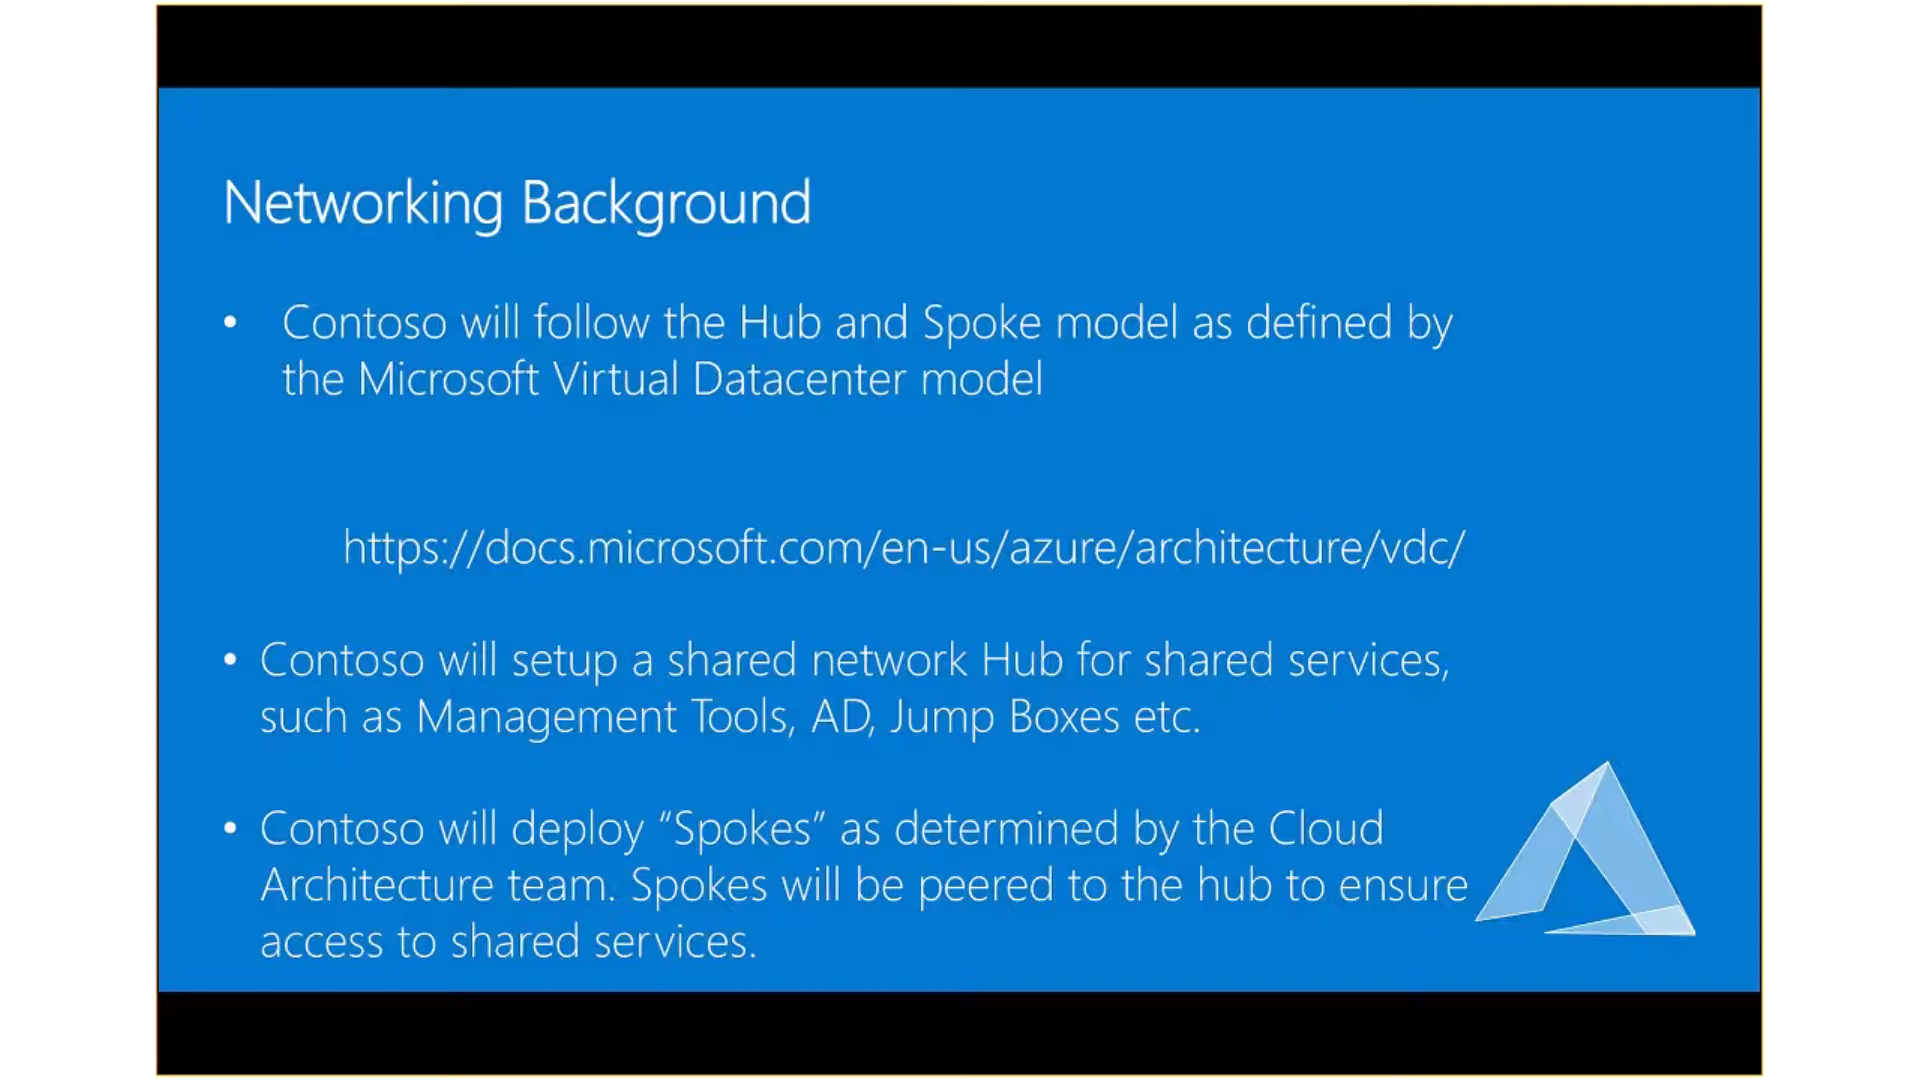 Networking Background
• Contoso will follow the Hub and Spoke model as defined by
the Microsoft Virtual Datacenter model
https://docs.microsoft.com/en-us/azure/architecture/vdc/
• Contoso will setup a shared network Hub for shared services,
such as Management Tools, AD, Jump Boxes etc.
• Contoso will deploy “Spokes” as determined by the Cloud
Architecture team. Spokes will be peered to the hub to ensure
access to shared services.